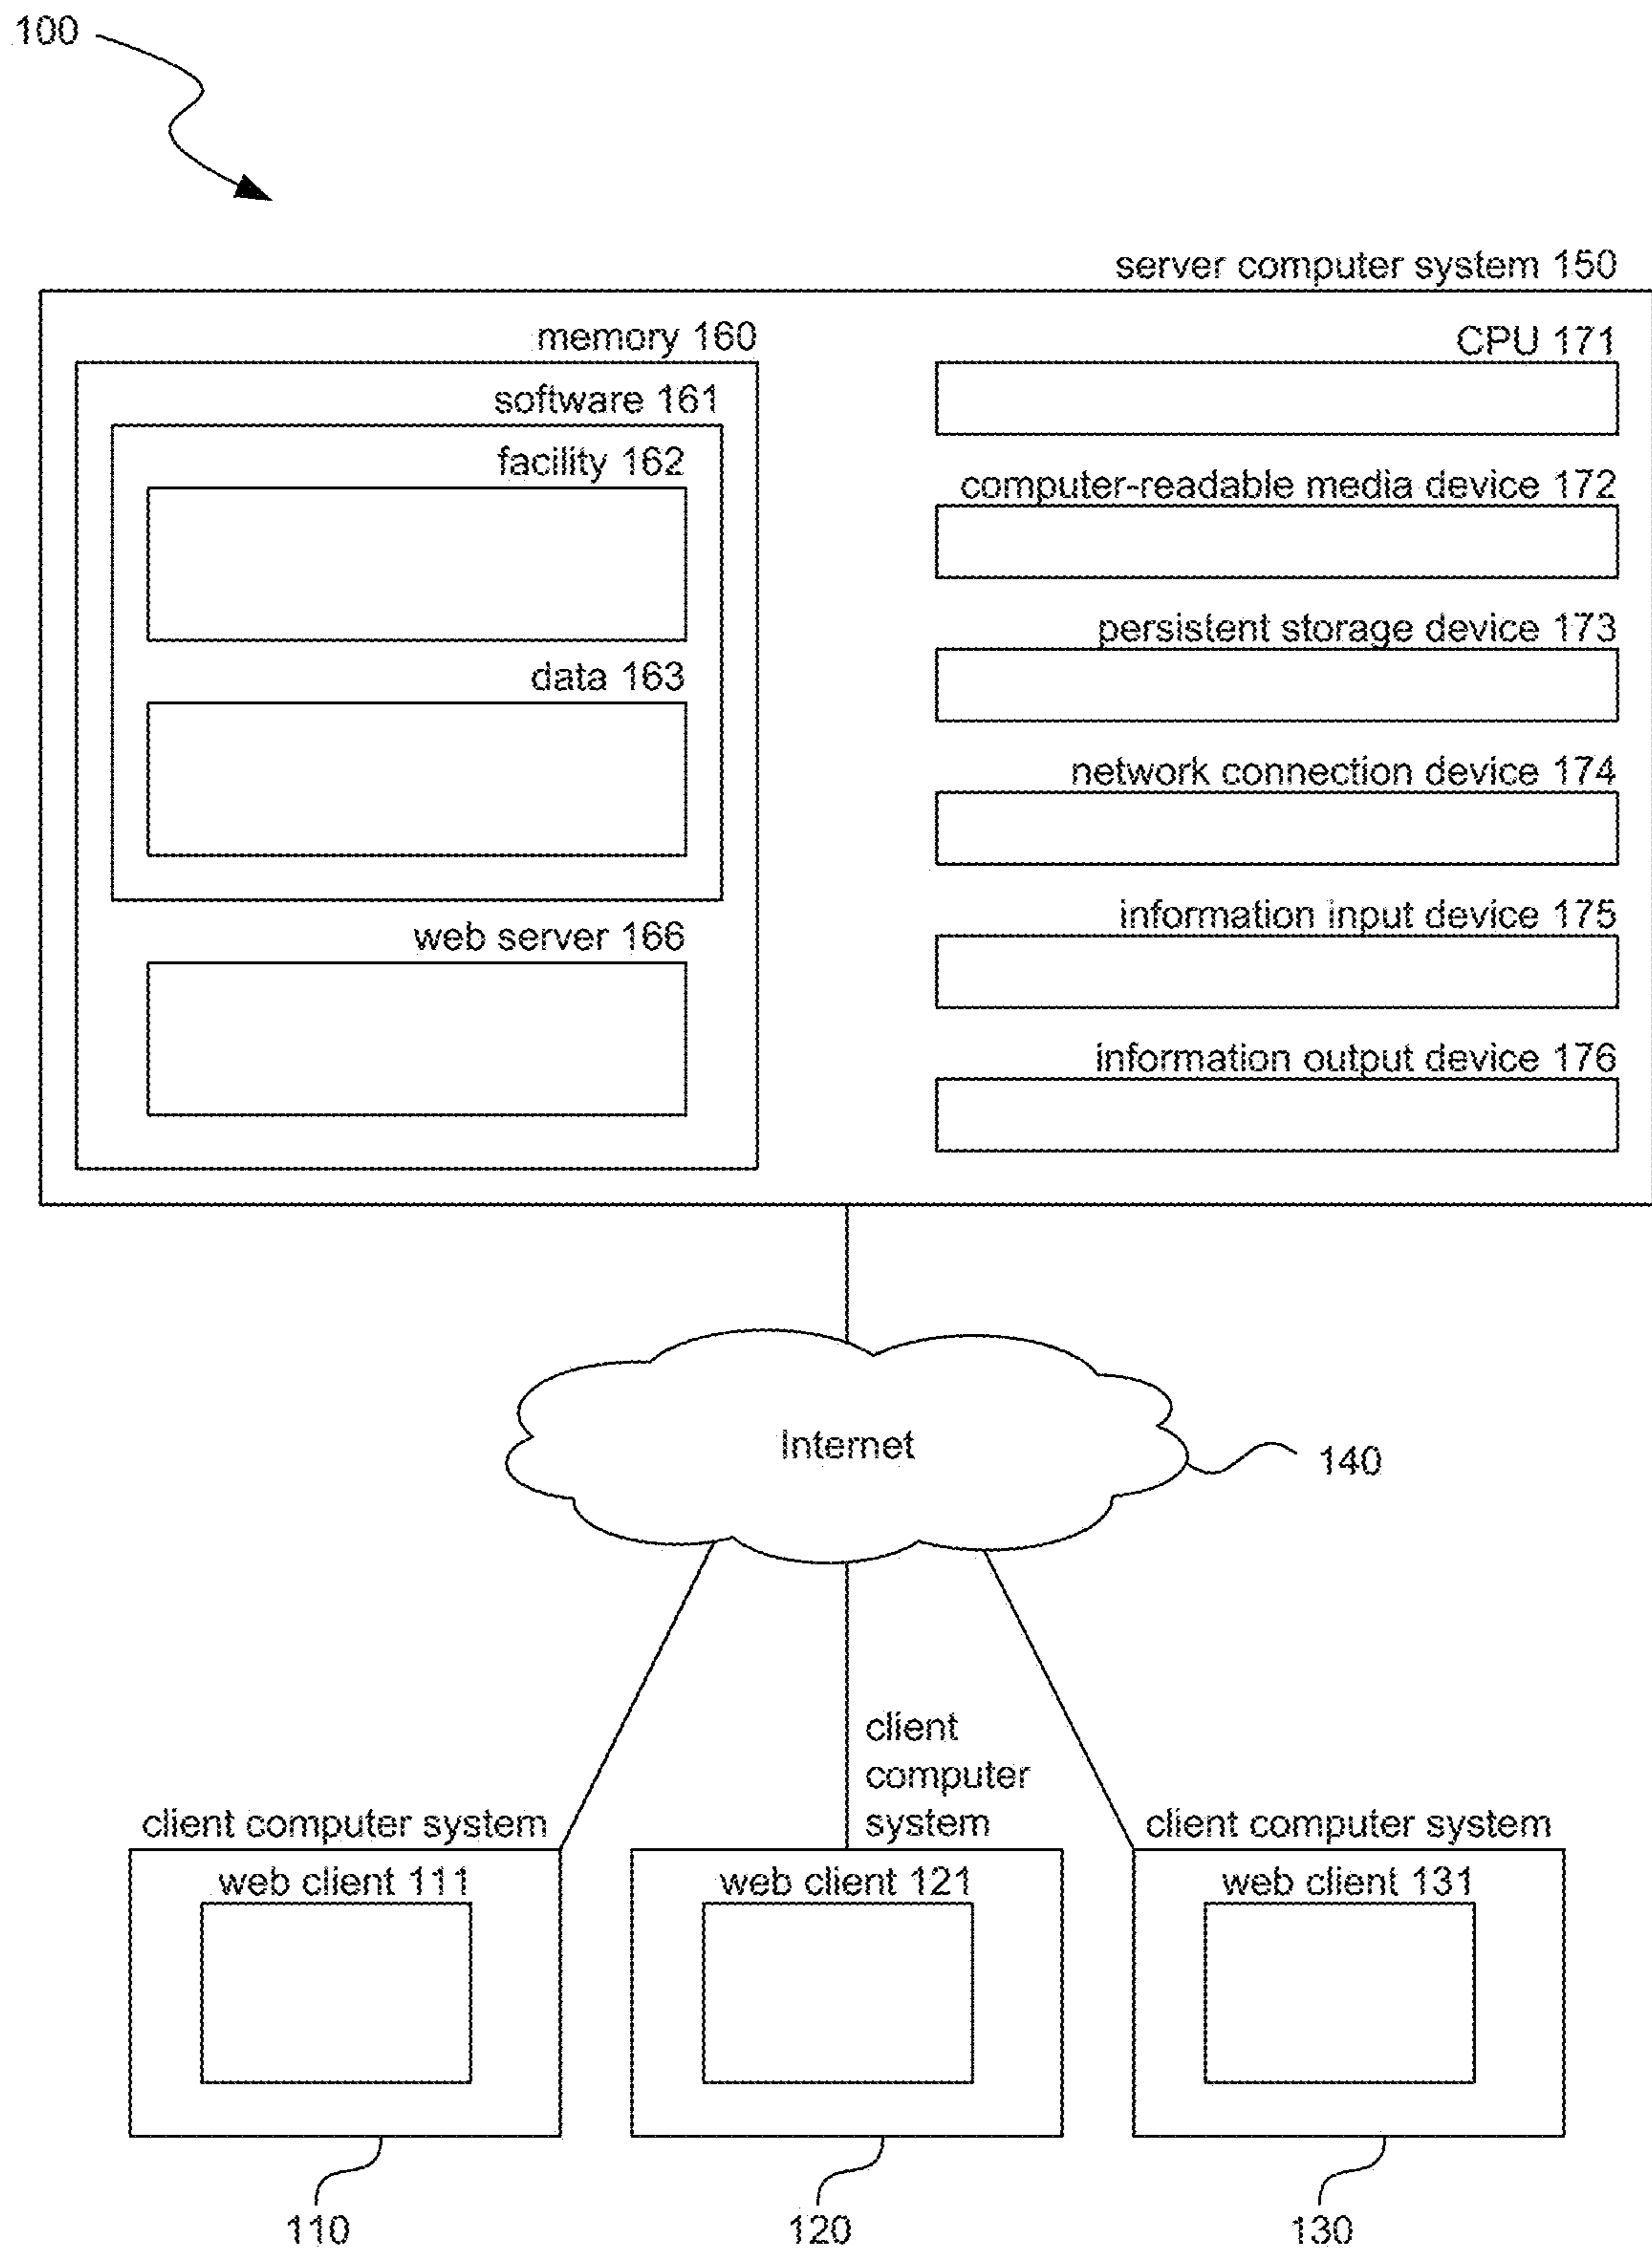 100
server computer system 150
memory 160
software 161
facility 162
data 163
web server 166
CPU 171
computer-readable media device 172
persistent storage device 173
network connection device 174
information input device 175
information output device 176
Internet
140
client computer system
web client 111
110
client
computer
system
web client 121
120
client computer system
web client 131
130